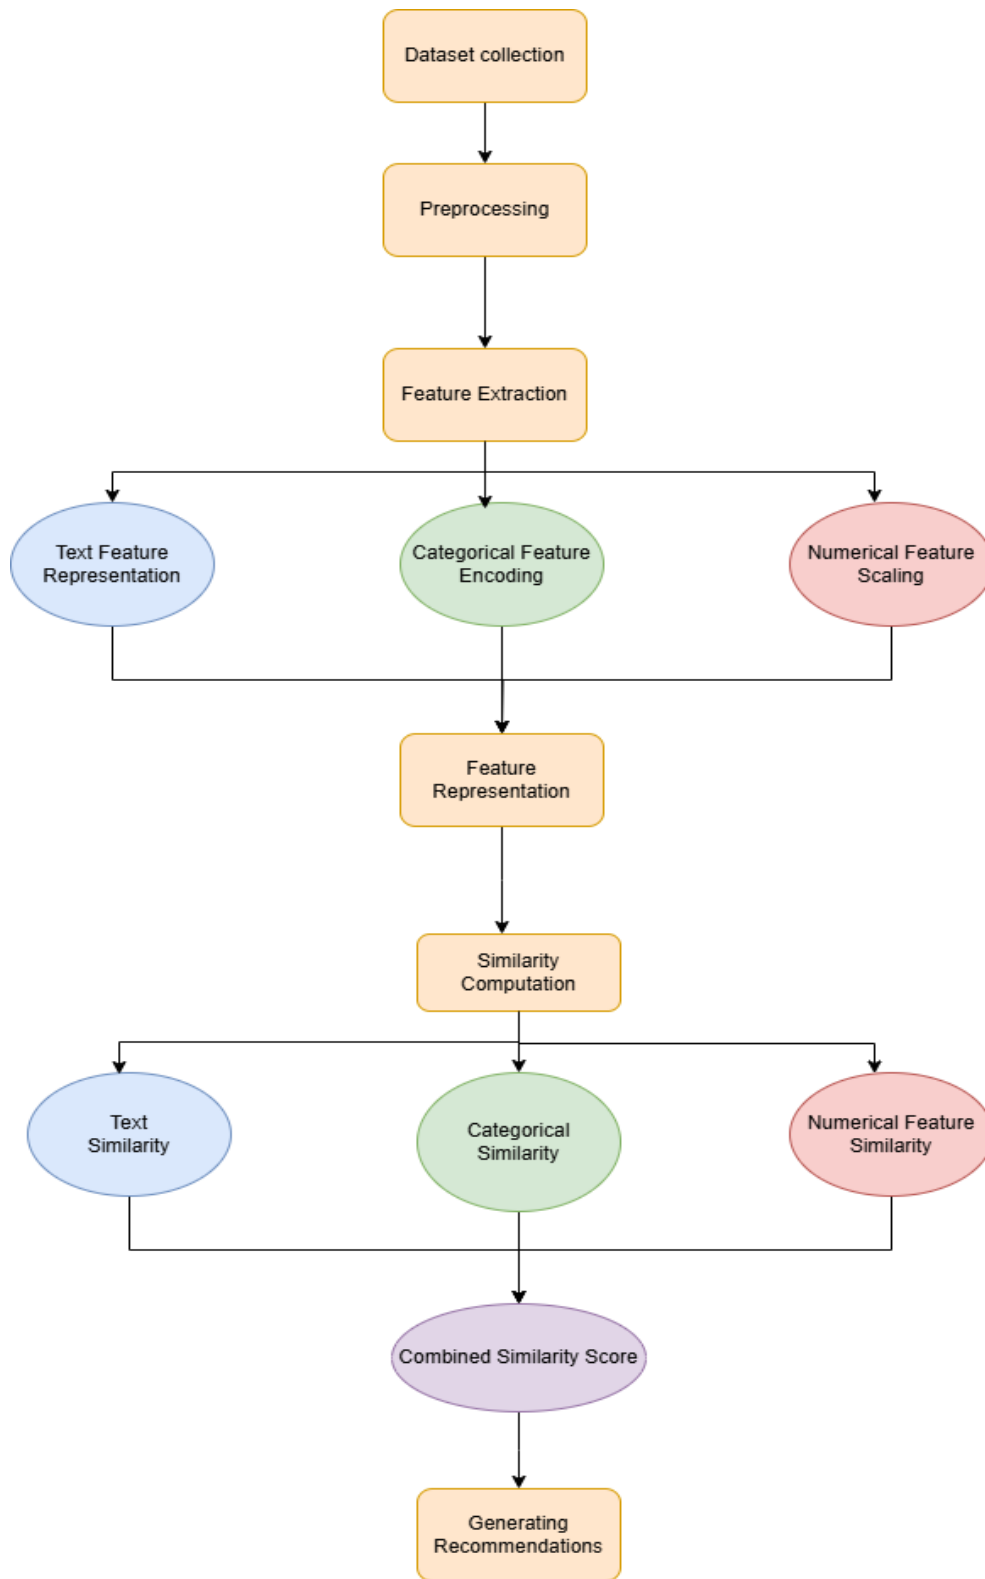 Dataset collection
Preprocessing
Feature Extraction
Text Feature
Representation
Categorical Feature
Encoding
Numerical Feature
Scaling
Feature
Representation
Similarity
Computation
Text
Similarity
Categorical
Similarity
Numerical Feature
Similarity
Combined Similarity Score
Generating
Recommendations